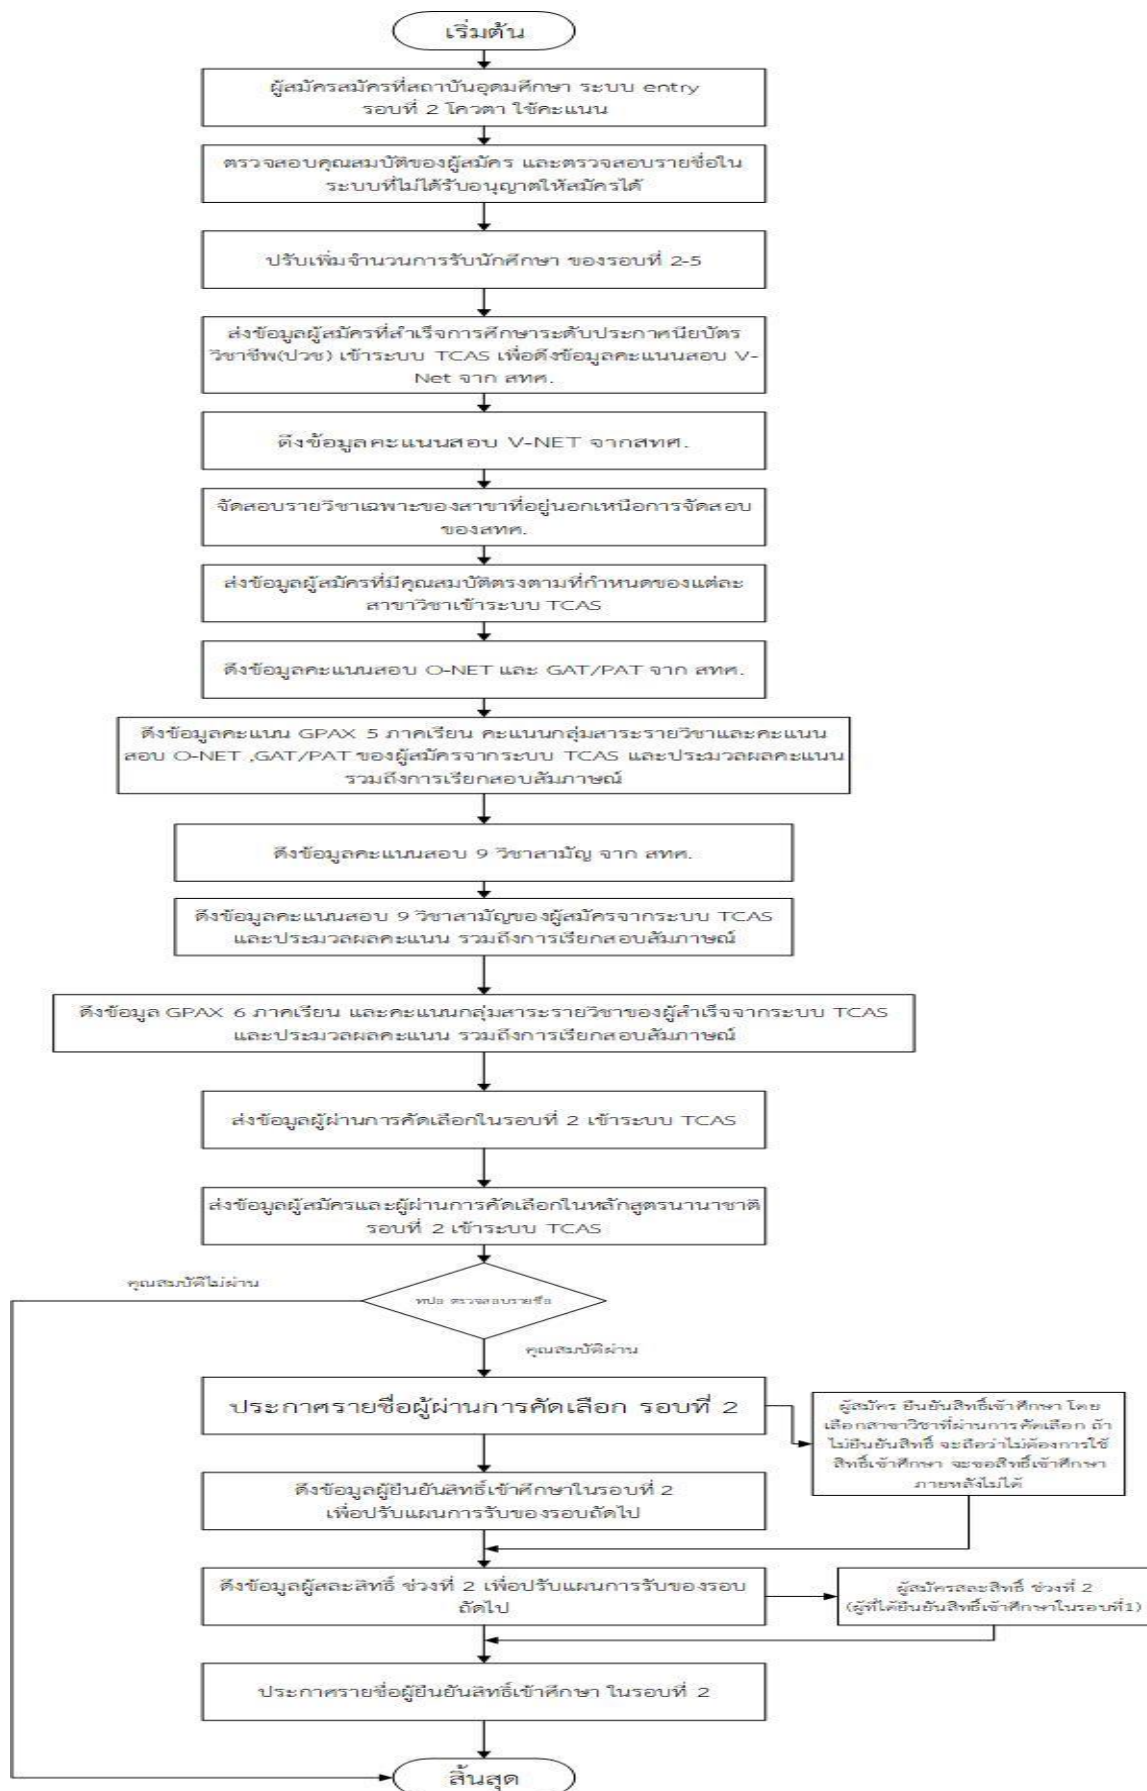 เริ่มต้น
ผู้สมัครสมัครที่สถาบันอุดมศึกษา ระบบ entry
รอบที่ 2 โควตา ใช้คะแนน
ตรวจสอบคุณสมบัติของผู้สมัคร และตรวจสอบรายชื่อใน
ระบบที่ไม่ได้รับอนุญาตให้สมัครได้
ปรับเพิ่มจำนวนการรับนักศึกษา ของรอบที่ 2-5
ส่งข้อมูลผู้สมัครที่สำเร็จการศึกษาระดับประกาศนียบัตร
วิชาชีพ(ปวช) เข้าระบบ TCAS เพื่อดึงข้อมูลคะแนนสอบ V-
Net จาก สทศ.
ดึงข้อมูลคะแนนสอบ V-NET จากสทศ.
จัดสอบรายวิชาเฉพาะของสาขาที่อยู่นอกเหนือการจัดสอบ
ของสทศ.
ส่งข้อมูลผู้สมัครที่มีคุณสมบัติตรงตามที่กำหนดของแต่ละ
สาขาวิชาเข้าระบบ TCAS
ดึงข้อมูลคะแนนสอบ O-NET และ GAT/PAT จาก สทศ.
ดึงข้อมูลคะแนน GPAX 5 ภาคเรียน คะแนนกลุ่มสาระรายวิชาและคะแนน
สอบ O-NET ,GAT/PAT ของผู้สมัครจากระบบ TCAS และประมวลผลคะแนน
รวมถึงการเรียกสอบสัมภาษณ์
ดึงข้อมูลคะแนนสอบ 9 วิชาสามัญ จาก สทศ.
ดึงข้อมูลคะแนนสอบ 9 วิชาสามัญของผู้สมัครจากระบบ TCAS
และประมวลผลคะแนน รวมถึงการเรียกสอบสัมภาษณ์
ดึงข้อมูล GPAX 6 ภาคเรียน และคะแนนกลุ่มสาระรายวิชาของผู้สำเร็จจากระบบ TCAS
และประมวลผลคะแนน รวมถึงการเรียกสอบสัมภาษณ์
ส่งข้อมูลผู้ผ่านการคัดเลือกในรอบที่ 2 เข้าระบบ TCAS
ส่งข้อมูลผู้สมัครและผู้ผ่านการคัดเลือกในหลักสูตรนานาชาติ
รอบที่ 2 เข้าระบบ TCAS
คุณสมบัติไม่ผ่าน
ทปอ ตรวจสอบรายชื่อ
คุณสมบัติผ่าน
ประกาศรายชื่อผู้ผ่านการคัดเลือก รอบที่ 2
ผู้สมัคร ยืนยันสิทธิ์เข้าศึกษา โดย
เลือกสาขาวิชาที่ผ่านการคัดเลือก ถ้า
ไม่ยืนยันสิทธิ์ จะถือว่าไม่ต้องการใช้
สิทธิ์เข้าศึกษา จะขอสิทธิ์เข้าศึกษา
ภายหลังไม่ได้
ดึงข้อมูลผู้ยืนยันสิทธิ์เข้าศึกษาในรอบที่ 2
เพื่อปรับแผนการรับของรอบถัดไป
ดึงข้อมูลผู้สละสิทธิ์ ช่วงที่ 2 เพื่อปรับแผนการรับของรอบ
ถัดไป
ผู้สมัครสละสิทธิ์ ช่วงที่ 2
(ผู้ที่ได้ยืนยันสิทธิ์เข้าศึกษาในรอบที่1)
ประกาศรายชื่อผู้ยืนยันสิทธิ์เข้าศึกษา ในรอบที่ 2
สิ้นสุด